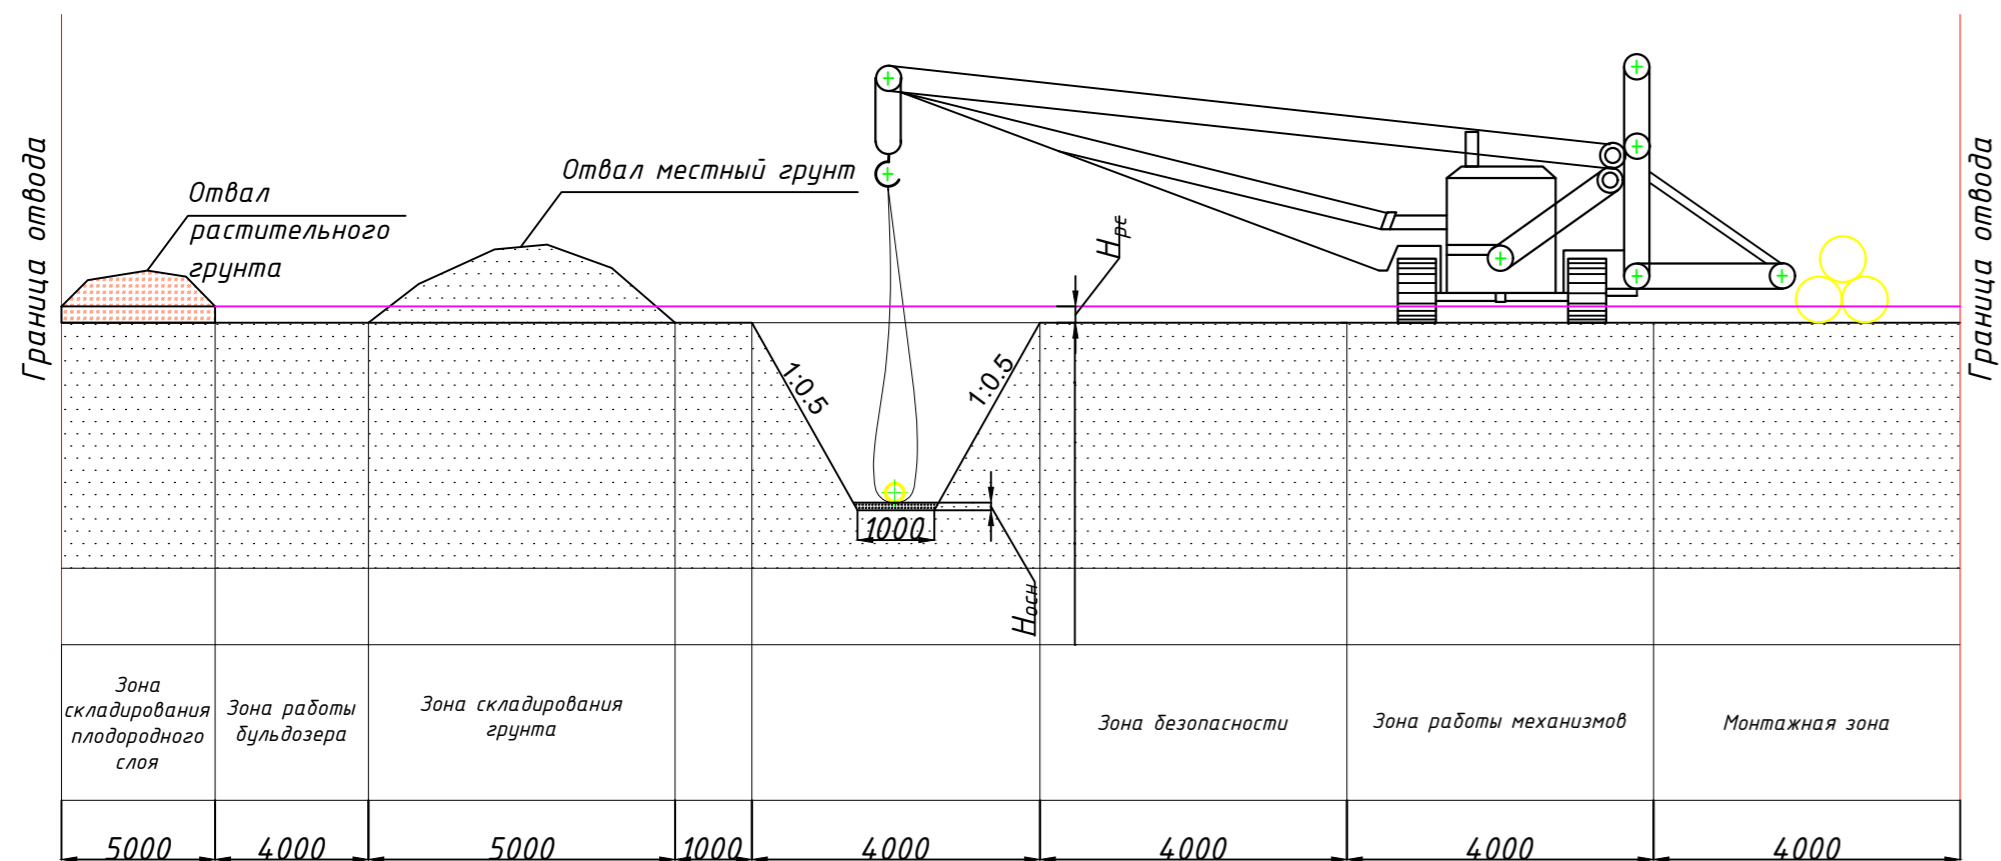 Граница отвода
Отвал
растительного
грунта
Отвал местный грунт
Hрс
Граница отвода
1:0.5
1:0.5
1000
Hосн
Зона
складирования
плодородного
слоя
Зона работы
бульдозера
Зона складирования
грунта
Зона безопасности
Зона работы механизмов
Монтажная зона
5000
4000
5000
1000
4000
4000
4000
4000